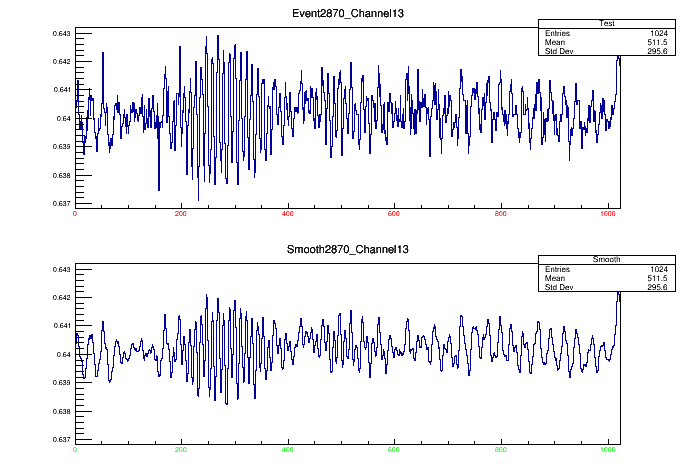 Event2870_Channel13
Test
Entries 1024
Mean 511.5
Std Dev 295.6
0.643
0.642
0.641
0.64
0.639
0.638
0.637
0 200 400 600 800 1000
Smooth2870_Channel13
Smooth
Entries 1024
Mean 511.5
Std Dev 295.6
0.643
0.642
0.641
0.64
0.639
0.638
0.637
0 200 400 600 800 1000